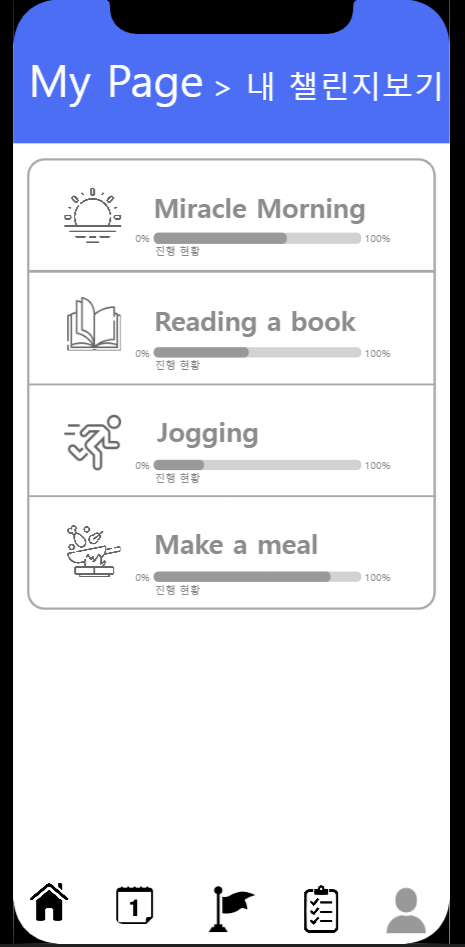 My Page > 내 챌린지보기
Miracle Morning
0% 100%
진행 현황
Reading a book
0% 100%
진행 현황
Jogging
0% 100%
진행 현황
Make a meal
0% 100%
진행 현황
1